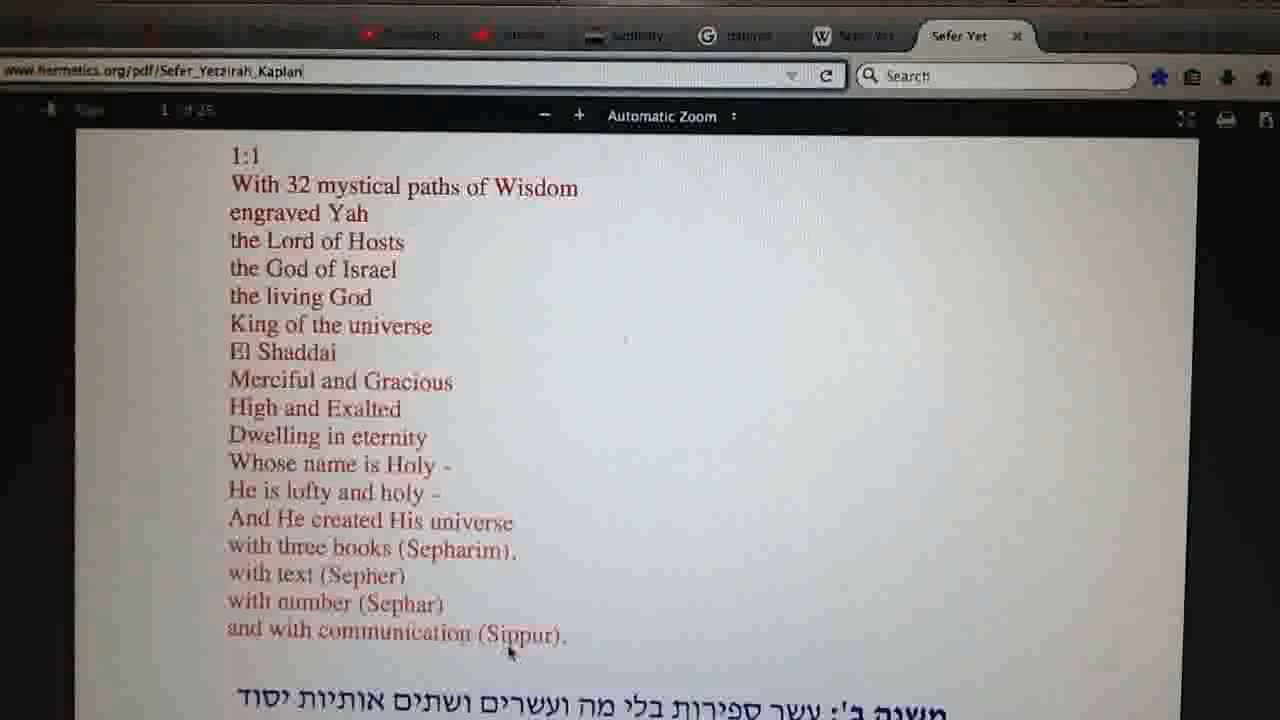 Sefer Yet
www.hermetics.org/pdf/Sefer_Yetzirah_Kaplan
Search
1 of 25
Automatic Zoom
1:1
With 32 mystical paths of Wisdom
engraved Yah
the Lord of Hosts
the God of Israel
the living God
King of the universe
El Shaddai
Merciful and Gracious
High and Exalted
Dwelling in eternity
Whose name is Holy -
He is lofty and holy -
And He created His universe
with three books (Sepharim),
with text (Sepher)
with number (Sephar)
and with communication (Sippur).
משנה ב': עשר ספירות בלי מה ועשרים ושתים אותיות יסוד